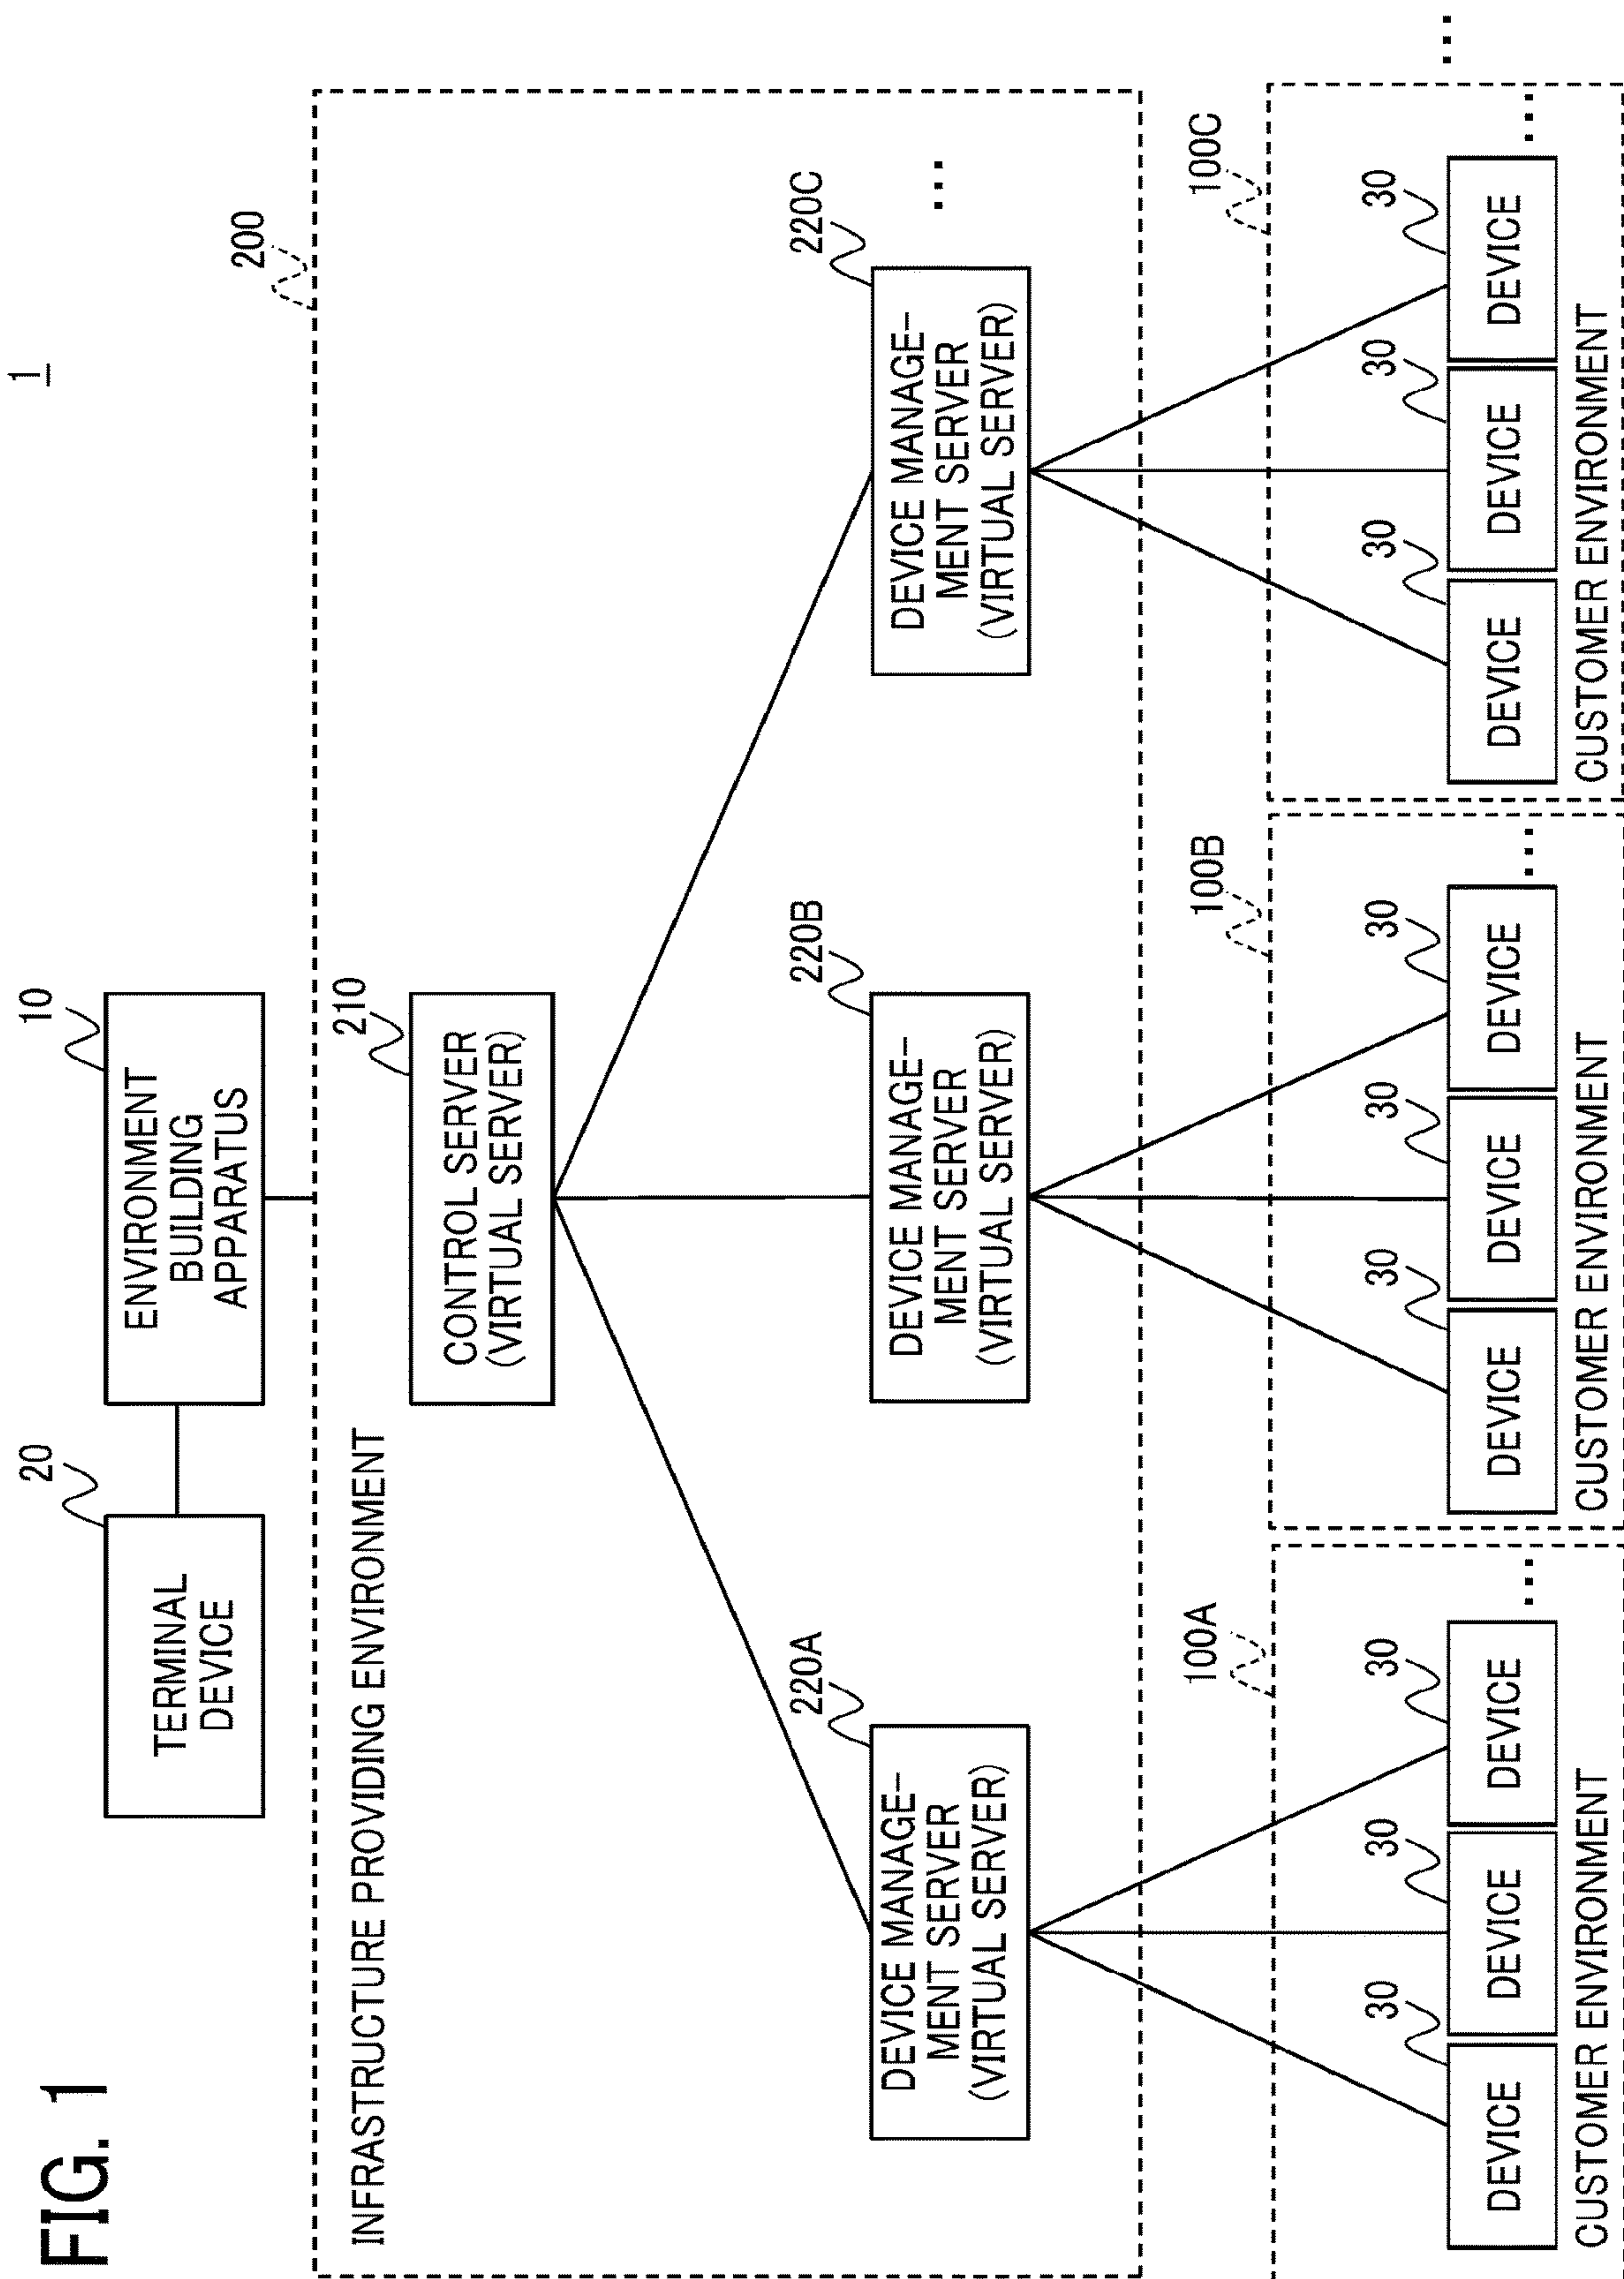 FIG. 1
1
20
TERMINAL
DEVICE
10
ENVIRONMENT
BUILDING
APPARATUS
200
INFRASTRUCTURE PROVIDING ENVIRONMENT
210
CONTROL SERVER
(VIRTUAL SERVER)
220A
DEVICE MANAGE-
MENT SERVER
(VIRTUAL SERVER)
220B
DEVICE MANAGE-
MENT SERVER
(VIRTUAL SERVER)
220C
DEVICE MANAGE-
MENT SERVER
(VIRTUAL SERVER)
...
100A
30
30
30
DEVICE
DEVICE
DEVICE
...
CUSTOMER ENVIRONMENT
100B
30
30
30
DEVICE
DEVICE
DEVICE
...
CUSTOMER ENVIRONMENT
100C
30
30
30
DEVICE
DEVICE
DEVICE
...
CUSTOMER ENVIRONMENT
...